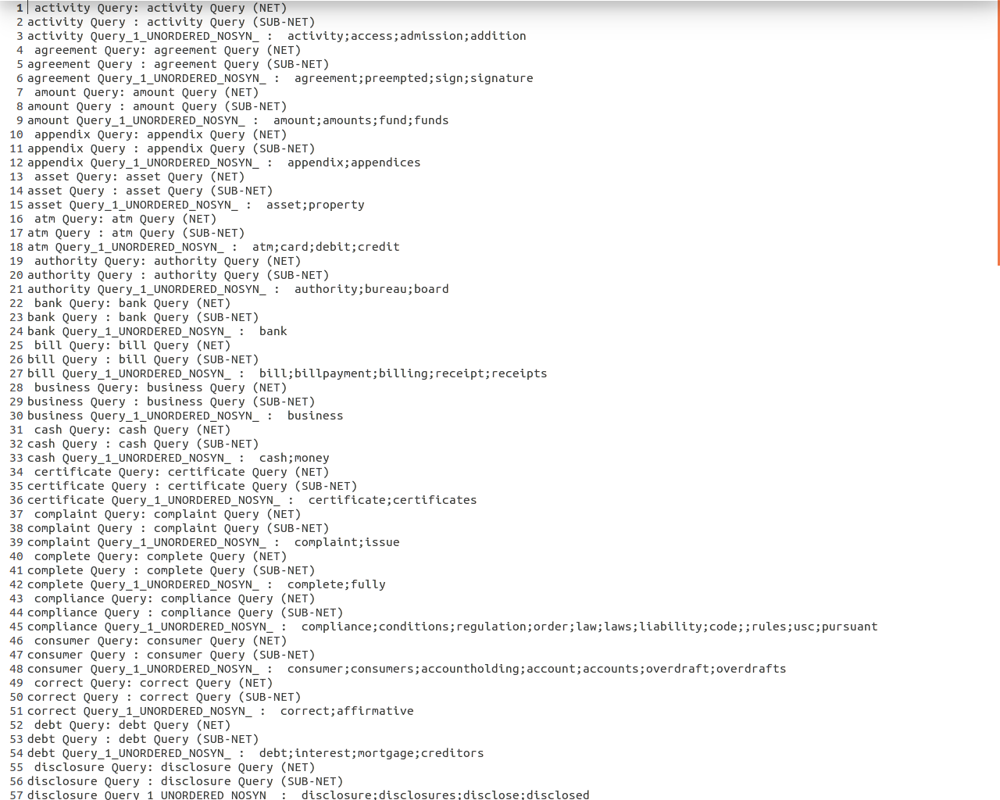 1 activity Query: activity Query (NET)
2 activity Query : activity Query (SUB-NET)
3 activity Query_1_UNORDERED_NOSYN_ :  activity;access;admission;addition
4 agreement Query: agreement Query (NET)
5 agreement Query : agreement Query (SUB-NET)
6 agreement Query_1_UNORDERED_NOSYN_ :  agreement;preempted;sign;signature
7 amount Query: amount Query (NET)
8 amount Query : amount Query (SUB-NET)
9 amount Query_1_UNORDERED_NOSYN_ :  amount;amounts;fund;funds
10 appendix Query: appendix Query (NET)
11 appendix Query : appendix Query (SUB-NET)
12 appendix Query_1_UNORDERED_NOSYN_ :  appendix;appendices
13 asset Query: asset Query (NET)
14 asset Query : asset Query (SUB-NET)
15 asset Query_1_UNORDERED_NOSYN_ :  asset;property
16 atm Query: atm Query (NET)
17 atm Query : atm Query (SUB-NET)
18 atm Query_1_UNORDERED_NOSYN_ :  atm;card;debit;credit
19 authority Query: authority Query (NET)
20 authority Query : authority Query (SUB-NET)
21 authority Query_1_UNORDERED_NOSYN_ :  authority;bureau;board
22 bank Query: bank Query (NET)
23 bank Query : bank Query (SUB-NET)
24 bank Query_1_UNORDERED_NOSYN_ :  bank
25 bill Query: bill Query (NET)
26 bill Query : bill Query (SUB-NET)
27 bill Query_1_UNORDERED_NOSYN_ :  bill;billpayment;billing;receipt;receipts
28 business Query: business Query (NET)
29 business Query : business Query (SUB-NET)
30 business Query_1_UNORDERED_NOSYN_ :  business
31 cash Query: cash Query (NET)
32 cash Query : cash Query (SUB-NET)
33 cash Query_1_UNORDERED_NOSYN_ :  cash;money
34 certificate Query: certificate Query (NET)
35 certificate Query : certificate Query (SUB-NET)
36 certificate Query_1_UNORDERED_NOSYN_ :  certificate;certificates
37 complaint Query: complaint Query (NET)
38 complaint Query : complaint Query (SUB-NET)
39 complaint Query_1_UNORDERED_NOSYN_ :  complaint;issue
40 complete Query: complete Query (NET)
41 complete Query : complete Query (SUB-NET)
42 complete Query_1_UNORDERED_NOSYN_ :  complete;fully
43 compliance Query: compliance Query (NET)
44 compliance Query : compliance Query (SUB-NET)
45 compliance Query_1_UNORDERED_NOSYN_ :  compliance;conditions;regulation;order;law;laws;liability;code;;rules;usc;pursuant
46 consumer Query: consumer Query (NET)
47 consumer Query : consumer Query (SUB-NET)
48 consumer Query_1_UNORDERED_NOSYN_ :  consumer;consumers;accountholding;account;accounts;overdraft;overdrafts
49 correct Query: correct Query (NET)
50 correct Query : correct Query (SUB-NET)
51 correct Query_1_UNORDERED_NOSYN_ :  correct;affirmative
52 debt Query: debt Query (NET)
53 debt Query : debt Query (SUB-NET)
54 debt Query_1_UNORDERED_NOSYN_ :  debt;interest;mortgage;creditors
55 disclosure Query: disclosure Query (NET)
56 disclosure Query : disclosure Query (SUB-NET)
57 disclosure Query_1_UNORDERED_NOSYN_ :  disclosure;disclosures;disclose;disclosed